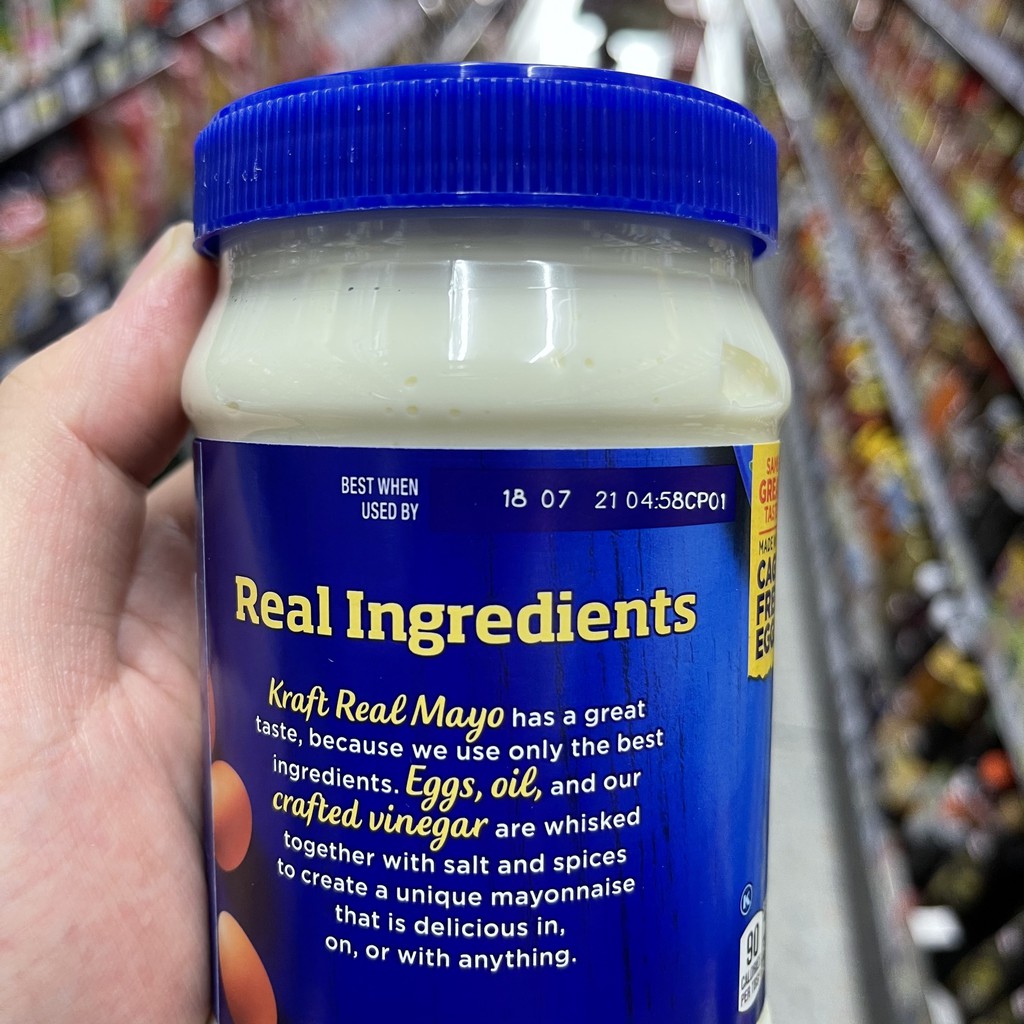 BEST WHEN
USED BY
18 07 21 04:58CP01
Real Ingredients
Kraft Real Mayo has a great
taste, because we use only the best
ingredients. Eggs, oil, and our
crafted vinegar are whisked
together with salt and spices
to create a unique mayonnaise
that is delicious in,
on, or with anything.
MADE
90